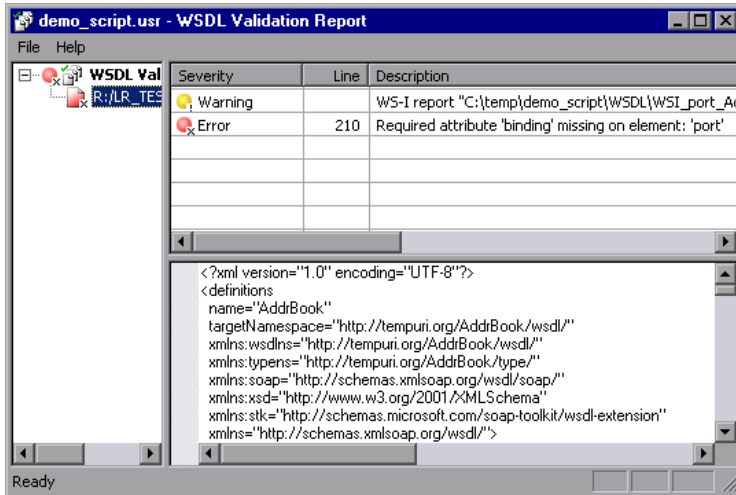 demo_script.usr - WSDL Validation Report
File Help
WSDL Val
R:/LR_TES
Severity Line Description
Warning WS-I report "C:\temp\demo_script\WSDL\WSI_port_Ad
Error 210 Required attribute 'binding' missing on element: 'port'
<?xml version="1.0" encoding="UTF-8"?>
<definitions
name="AddrBook"
targetNamespace="http://tempuri.org/AddrBook/wsdl/"
xmlns:wsdlns="http://tempuri.org/AddrBook/wsdl/"
xmlns:typens="http://tempuri.org/AddrBook/type/"
xmlns:soap="http://schemas.xmlsoap.org/wsdl/soap/"
xmlns:xsd="http://www.w3.org/2001/XMLSchema"
xmlns:stk="http://schemas.microsoft.com/soap-toolkit/wsdl-extension"
xmlns="http://schemas.xmlsoap.org/wsdl/">
Ready